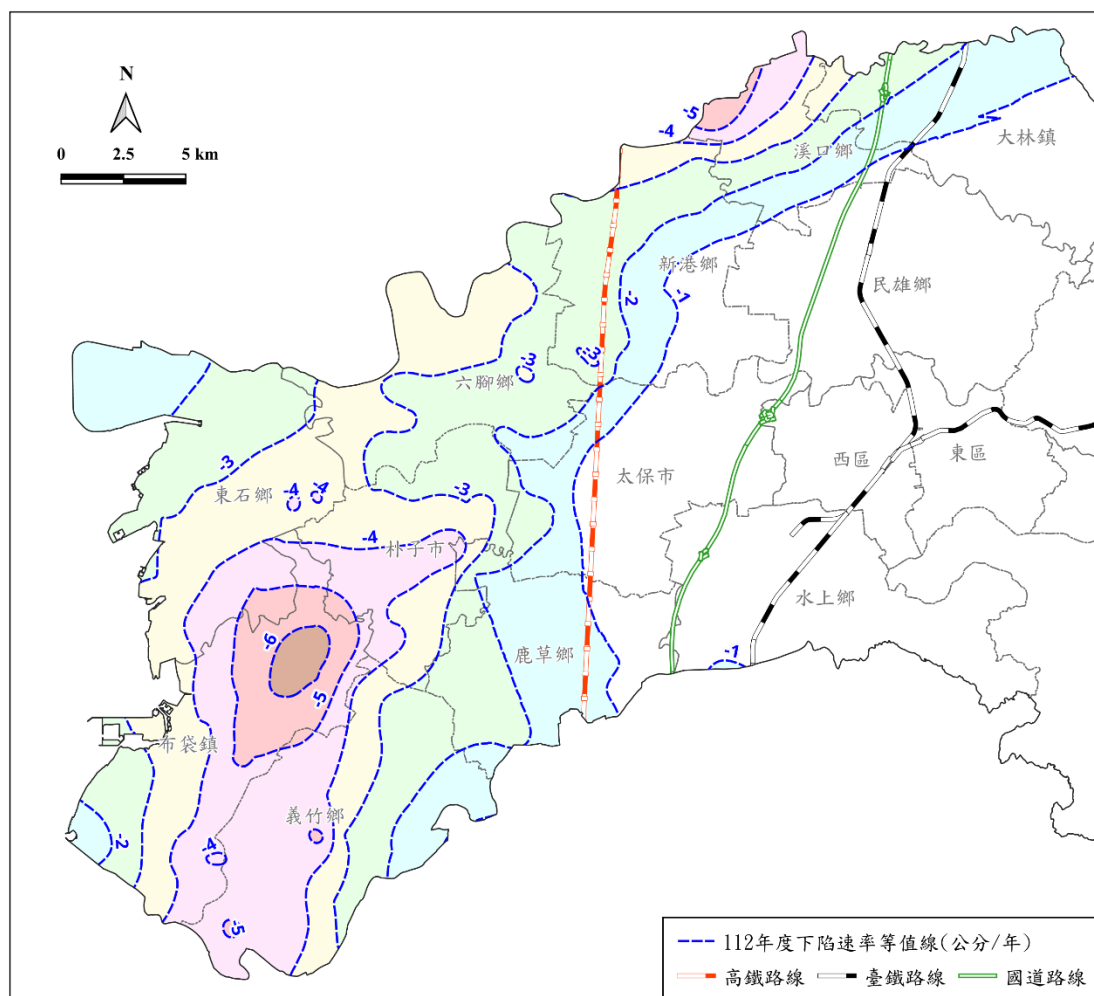 N
0 2.5 5 km
-5
-4
溪口鄉
大林鎮
-1
新港鄉
-2
-1
民雄鄉
-3
-3
六腳鄉
-3
東石鄉
-4
-4
-3
太保市
西區
東區
-4
朴子市
水上鄉
-6
鹿草鄉
-1
-5
布袋鎮
義竹鄉
-2
-4
-5
112年度下陷速率等值線(公分/年)
高鐵路線 臺鐵路線 國道路線